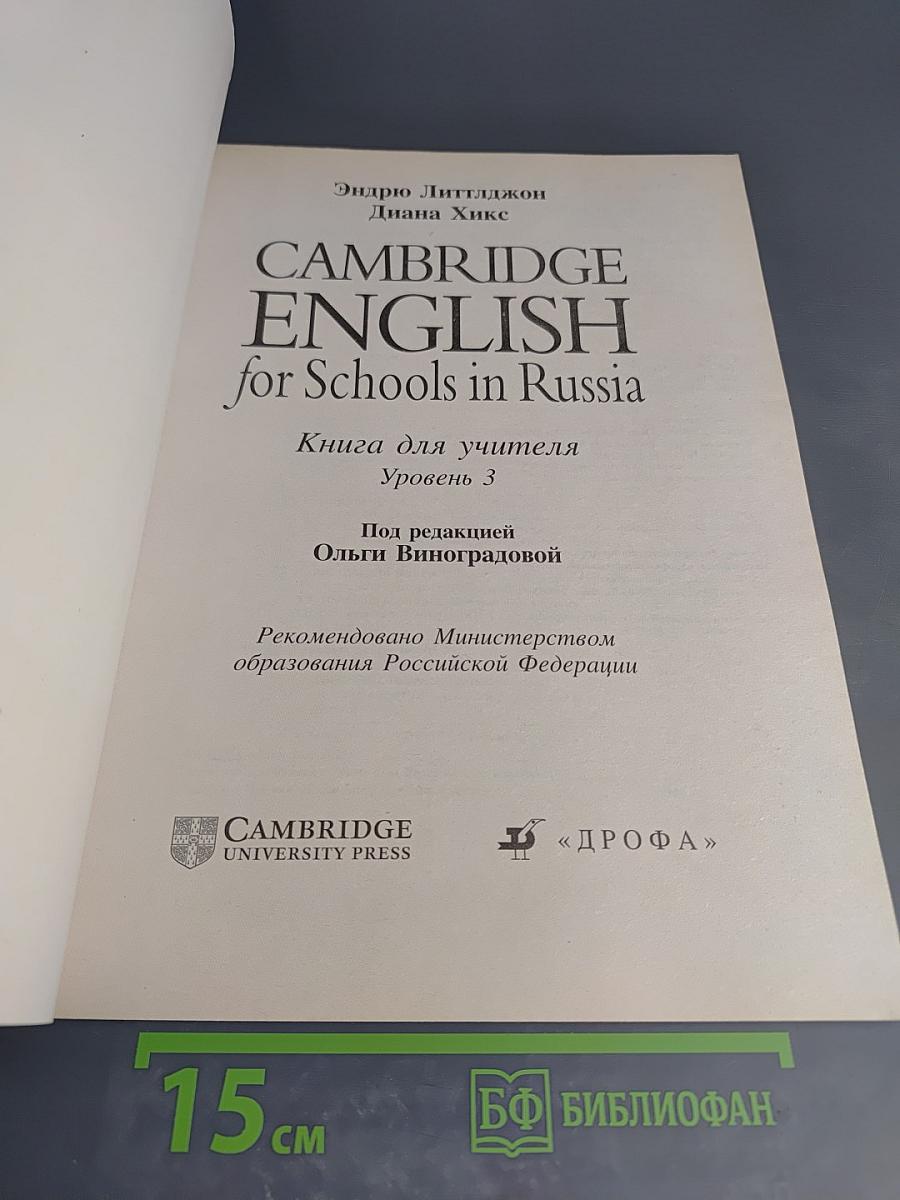 Эндрю Литтлджон
Диана Хикс
CAMBRIDGE
ENGLISH
for Schools in Russia
Книга для учителя
Уровень 3
Под редакцией
Ольги Виноградовой
Рекомендовано Министерством
образования Российской Федерации
CAMBRIDGE
UNIVERSITY PRESS
«ДРОФА»
15 см
БФ БИБЛИОФАН